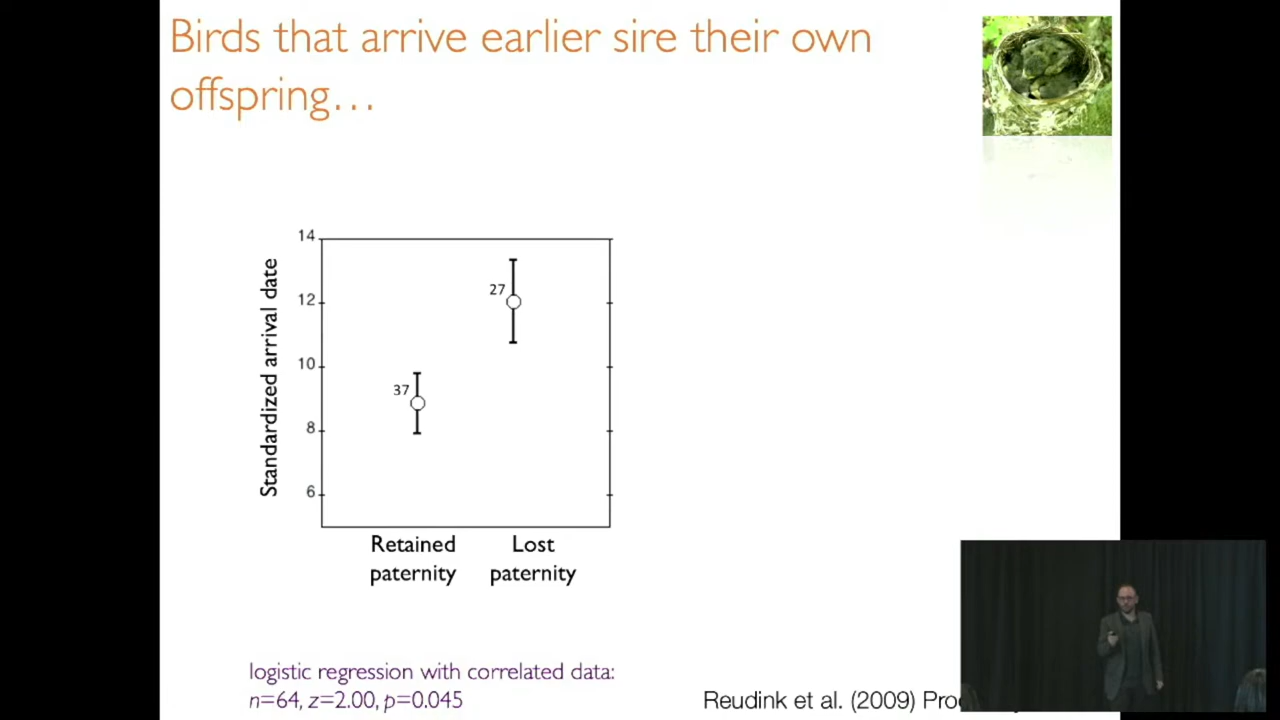 Birds that arrive earlier sire their own
offspring…
14
12
10
8
6
Standardized arrival date
27
37
Retained
paternity
Lost
paternity
logistic regression with correlated data:
n=64, z=2.00, p=0.045
Reudink et al. (2009)